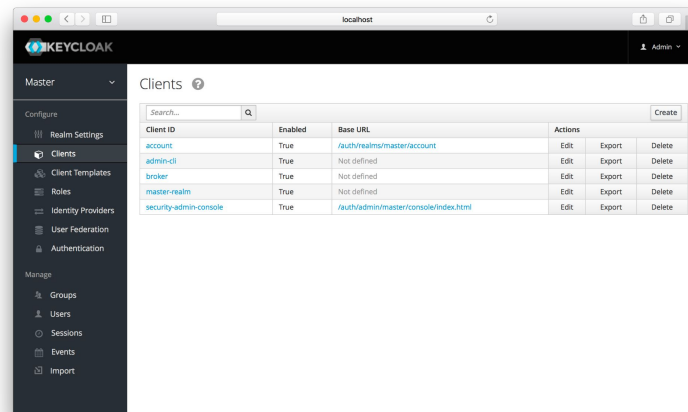 localhost
KEYCLOAK
Admin
Master
Clients
Configure
Realm Settings
Clients
Client Templates
Roles
Identity Providers
User Federation
Authentication
Manage
Groups
Users
Sessions
Events
Import
Search...
Create
Client ID Enabled Base URL Actions
account True /auth/realms/master/account Edit Export Delete
admin-cli True Not defined Edit Export Delete
broker True Not defined Edit Export Delete
master-realm True Not defined Edit Export Delete
security-admin-console True /auth/admin/master/console/index.html Edit Export Delete